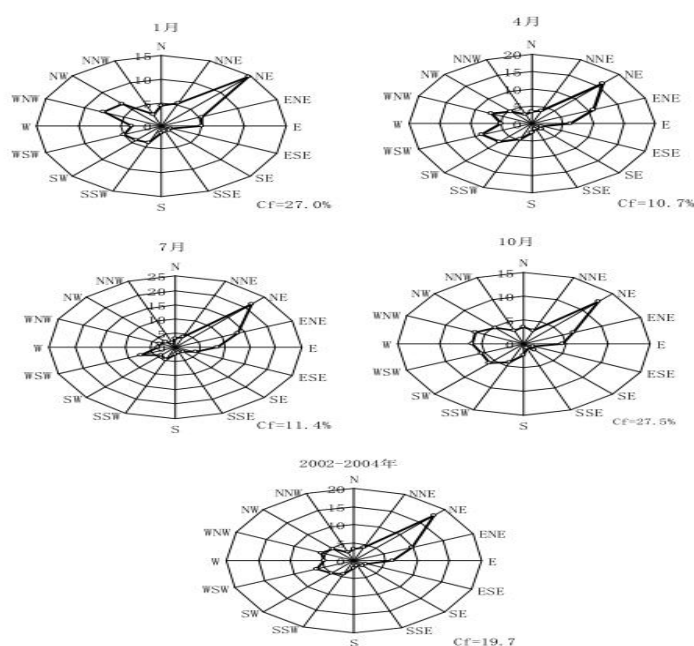 1月
N
NNE
NE
ENE
E
ESE
SE
SSE
S
SSW
SW
WSW
W
WNW
NW
NNW
15
10
5
0
Cf=27.0%
4月
N
NNE
NE
ENE
E
ESE
SE
SSE
S
SSW
SW
WSW
W
WNW
NW
NNW
20
15
10
5
0
Cf=10.7%
7月
N
NNE
NE
ENE
E
ESE
SE
SSE
S
SSW
SW
WSW
W
WNW
NW
NNW
25
20
15
10
5
0
Cf=11.4%
10月
N
NNE
NE
ENE
E
ESE
SE
SSE
S
SSW
SW
WSW
W
WNW
NW
NNW
15
10
5
0
Cf=27.5%
2002-2004年
N
NNE
NE
ENE
E
ESE
SE
SSE
S
SSW
SW
WSW
W
WNW
NW
NNW
20
15
10
5
0
Cf=19.7